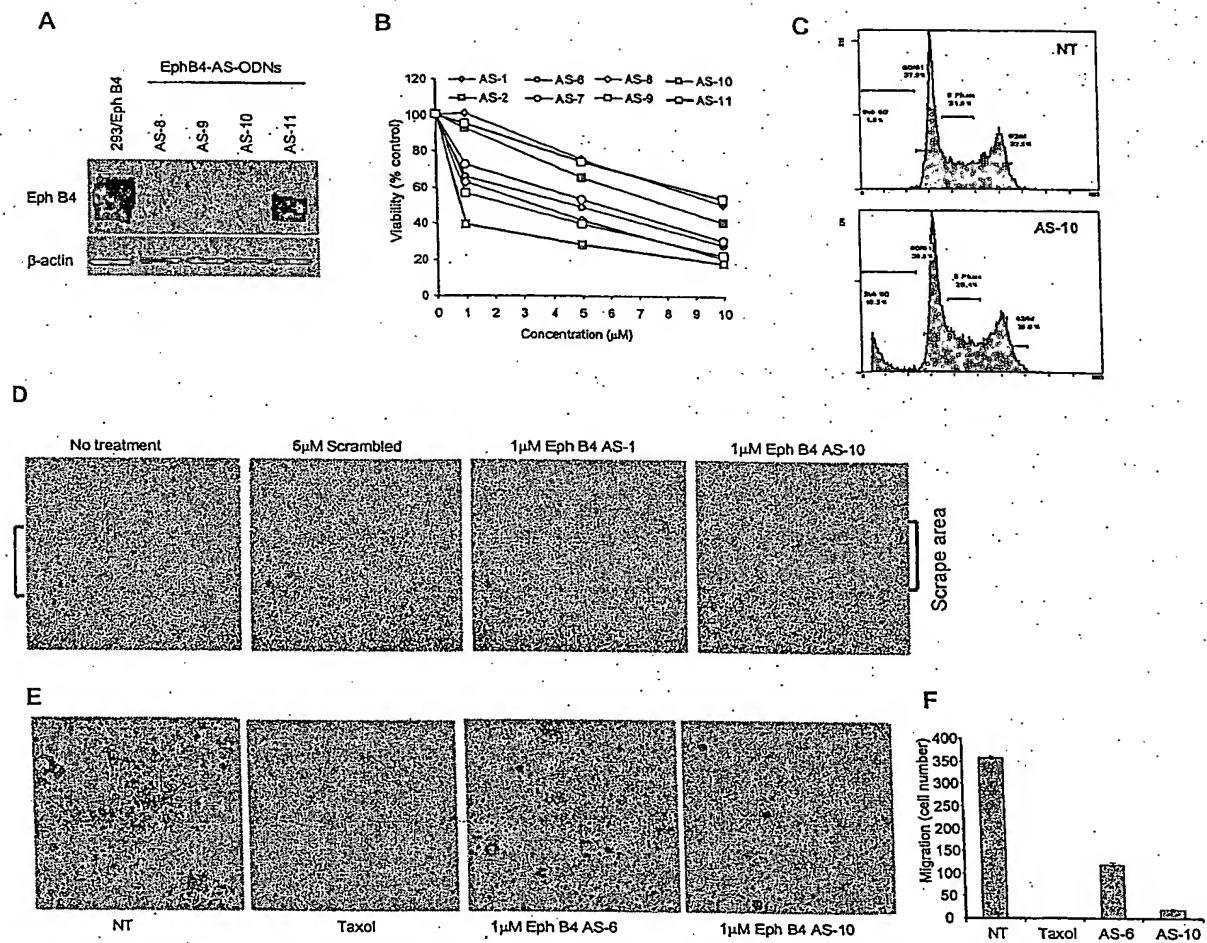 A
EphB4-AS-ODNs
293/Eph B4
AS-8
AS-9
AS-10
AS-11
Eph B4
β-actin
B
120
100
80
60
40
20
0
Viability (% control)
AS-1
AS-6
AS-8
AS-10
AS-2
AS-7
AS-9
AS-11
0 1 2 3 4 5 6 7 8 9 10
Concentration (μM)
C
NT
S Phase
AS-10
S Phase
D
No treatment
5μM Scrambled
1μM Eph B4 AS-1
1μM Eph B4 AS-10
Scrape area
E
NT
Taxol
1μM Eph B4 AS-6
1μM Eph B4 AS-10
F
400
350
300
250
200
150
100
50
0
Migration (cell number)
NT
Taxol
AS-6
AS-10